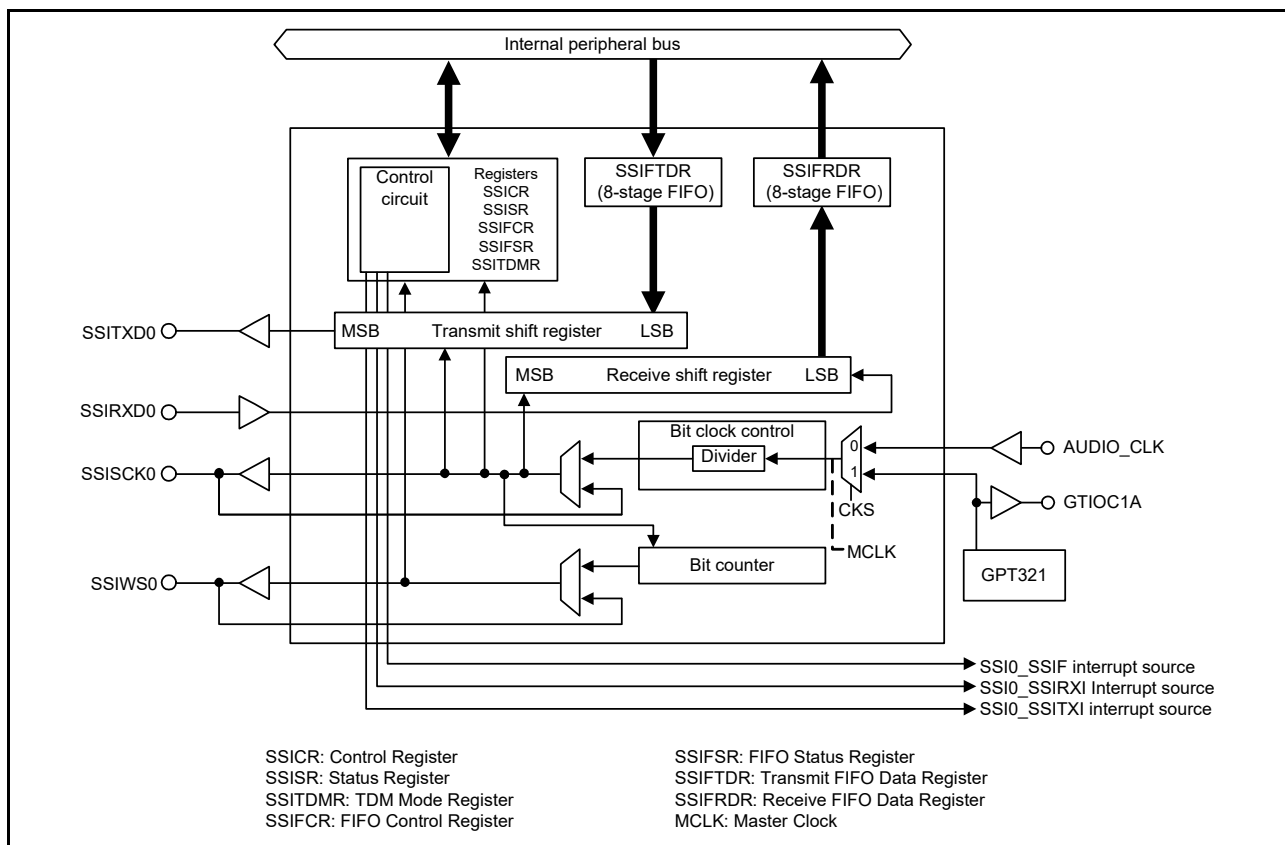 Internal peripheral bus
Control
circuit
Registers
SSICR
SSISR
SSIFCR
SSIFSR
SSITDMR
SSIFTDR
(8-stage FIFO)
SSIFRDR
(8-stage FIFO)
SSITXD0
MSB Transmit shift register LSB
MSB Receive shift register LSB
SSIRXD0
Bit clock control
Divider
0
1
AUDIO_CLK
SSISCK0
CKS
GTIOC1A
MCLK
Bit counter
GPT321
SSIWS0
SSI0_SSIF interrupt source
SSI0_SSIRXI Interrupt source
SSI0_SSITXI interrupt source
SSICR: Control Register
SSISR: Status Register
SSITDMR: TDM Mode Register
SSIFCR: FIFO Control Register
SSIFSR: FIFO Status Register
SSIFTDR: Transmit FIFO Data Register
SSIFRDR: Receive FIFO Data Register
MCLK: Master Clock